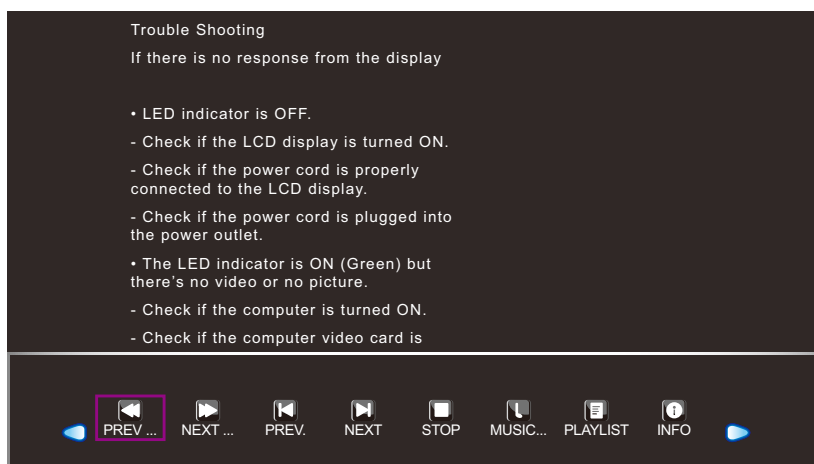 Trouble Shooting
If there is no response from the display
• LED indicator is OFF.
- Check if the LCD display is turned ON.
- Check if the power cord is properly
connected to the LCD display.
- Check if the power cord is plugged into
the power outlet.
• The LED indicator is ON (Green) but
there's no video or no picture.
- Check if the computer is turned ON.
- Check if the computer video card is
PREV ... NEXT ... PREV. NEXT STOP MUSIC... PLAYLIST INFO